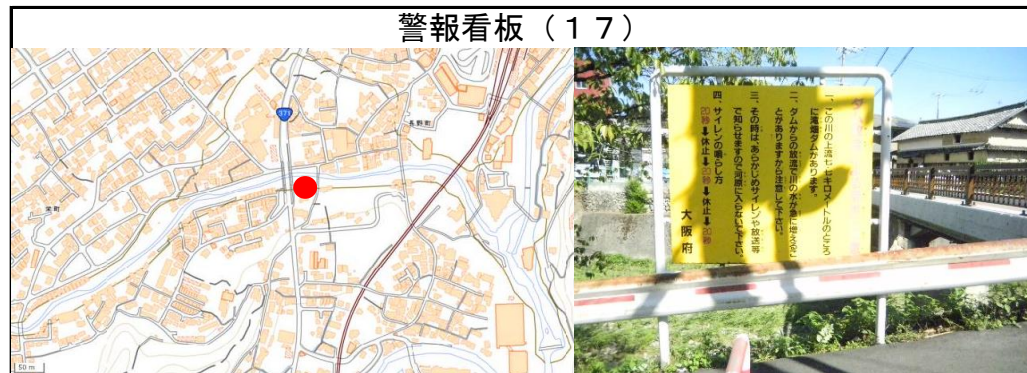 警報看板（１７）
371
長野町
栄町
50 m
一、この川の上流七キロメートルのところ
に滝畑ダムがあります。
二、ダムからの放流で川の水が急に増えるこ
とがありますから注意して下さい。
三、その時は、あらかじめサイレンや放送等
で知らせますので河原に入らないで下さい。
四、サイレンの鳴らし方
20秒➡休止➡20秒➡休止➡20秒
大阪府